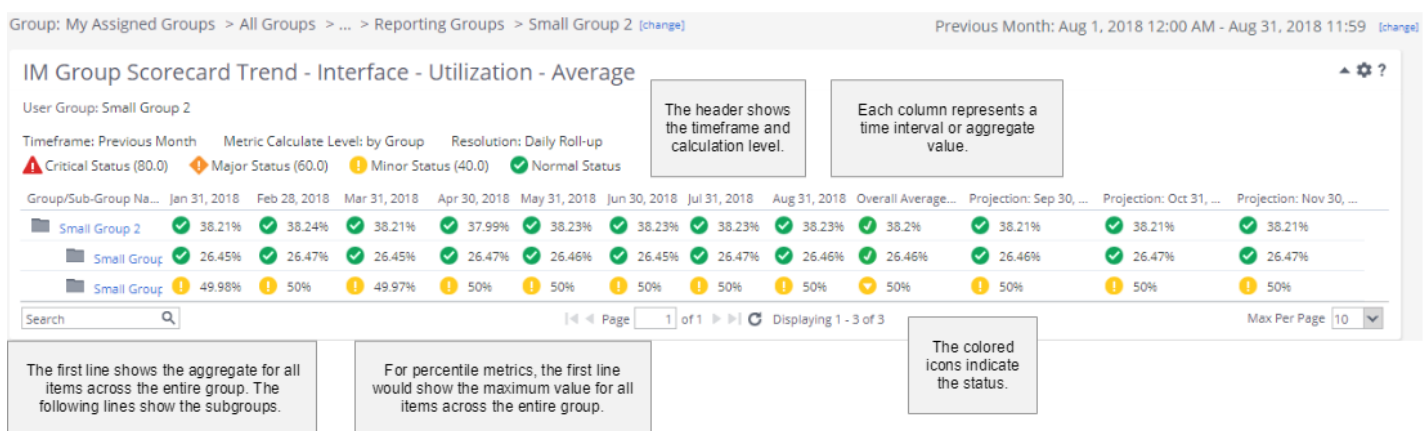 Group: My Assigned Groups > All Groups > ... > Reporting Groups > Small Group 2 [change]
Previous Month: Aug 1, 2018 12:00 AM - Aug 31, 2018 11:59 [change]
IM Group Scorecard Trend - Interface - Utilization - Average
?
User Group: Small Group 2
Timeframe: Previous Month Metric Calculate Level: by Group Resolution: Daily Roll-up
Critical Status (80.0) Major Status (60.0) Minor Status (40.0) Normal Status
The header shows
the timeframe and
calculation level.
Each column represents a
time interval or aggregate
value.
Group/Sub-Group Na... Jan 31, 2018 Feb 28, 2018 Mar 31, 2018 Apr 30, 2018 May 31, 2018 Jun 30, 2018 Jul 31, 2018 Aug 31, 2018 Overall Average... Projection: Sep 30, ... Projection: Oct 31, ... Projection: Nov 30, ...
Small Group 2 38.21% 38.24% 38.21% 37.99% 38.23% 38.23% 38.23% 38.23% 38.2% 38.21% 38.21% 38.21%
Small Group 26.45% 26.47% 26.45% 26.47% 26.46% 26.45% 26.47% 26.46% 26.46% 26.46% 26.47% 26.47%
Small Group 49.98% 50% 49.97% 50% 50% 50% 50% 50% 50% 50% 50% 50%
Search Page 1 of 1 Displaying 1 - 3 of 3 Max Per Page 10
The first line shows the aggregate for all
items across the entire group. The
following lines show the subgroups.
For percentile metrics, the first line
would show the maximum value for all
items across the entire group.
The colored
icons indicate
the status.